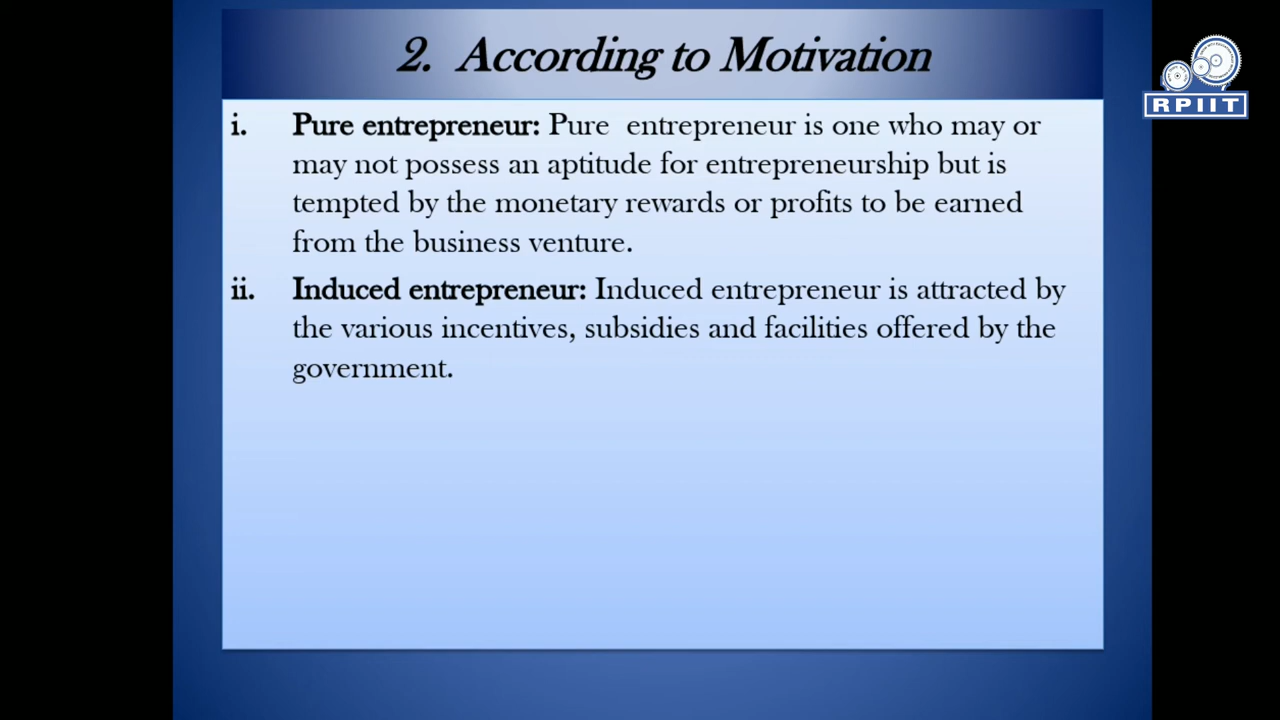 2. According to Motivation
RPIIT
i. Pure entrepreneur: Pure entrepreneur is one who may or
may not possess an aptitude for entrepreneurship but is
tempted by the monetary rewards or profits to be earned
from the business venture.
ii. Induced entrepreneur: Induced entrepreneur is attracted by
the various incentives, subsidies and facilities offered by the
government.